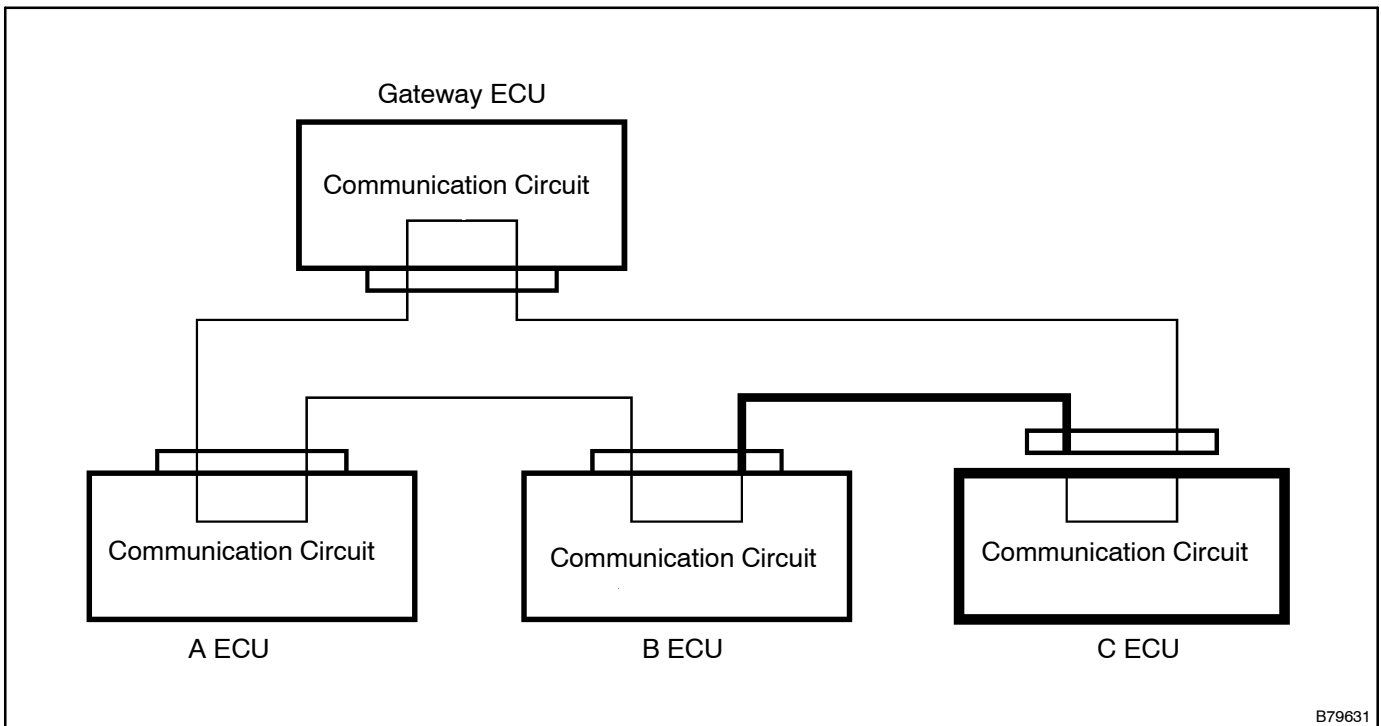 Gateway ECU
Communication Circuit
Communication Circuit
Communication Circuit
Communication Circuit
A ECU
B ECU
C ECU
B79631